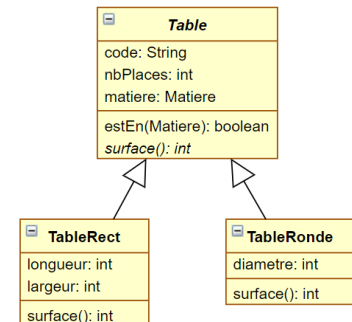 Table
code: String
nbPlaces: int
matiere: Matiere
estEn(Matiere): boolean
surface(): int
TableRect
longueur: int
largeur: int
surface(): int
TableRonde
diametre: int
surface(): int